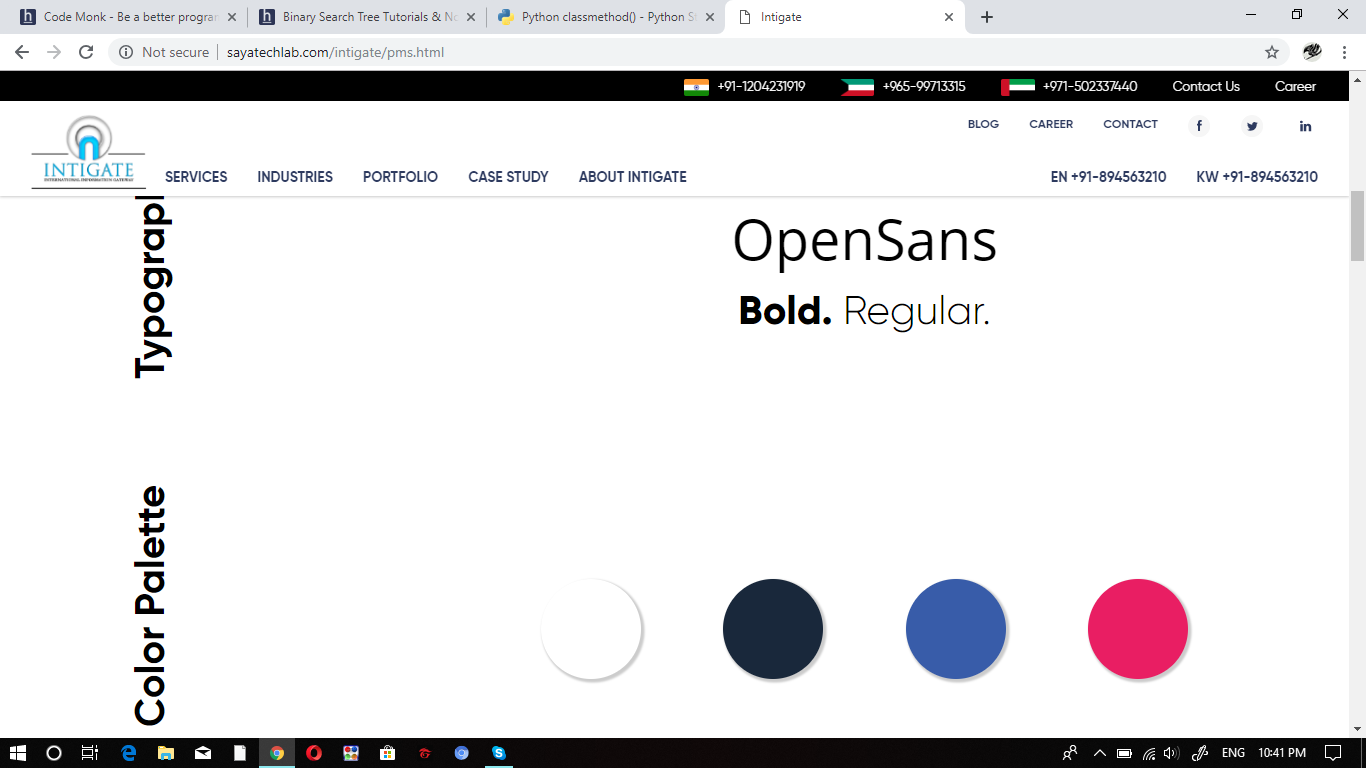 Code Monk - Be a better progra
Binary Search Tree Tutorials & No
Python classmethod() - Python St
Intigate
Not secure
sayatechlab.com/intigate/pms.html
+91-1204231919
+965-99713315
+971-502337440
Contact Us
Career
BLOG
CAREER
CONTACT
INTIGATE
INTERNATIONAL INFORMATION GATEWAY
SERVICES
INDUSTRIES
PORTFOLIO
CASE STUDY
ABOUT INTIGATE
EN +91-894563210
KW +91-894563210
Typograp
OpenSans
Bold. Regular.
Color Palette
ENG
10:41 PM